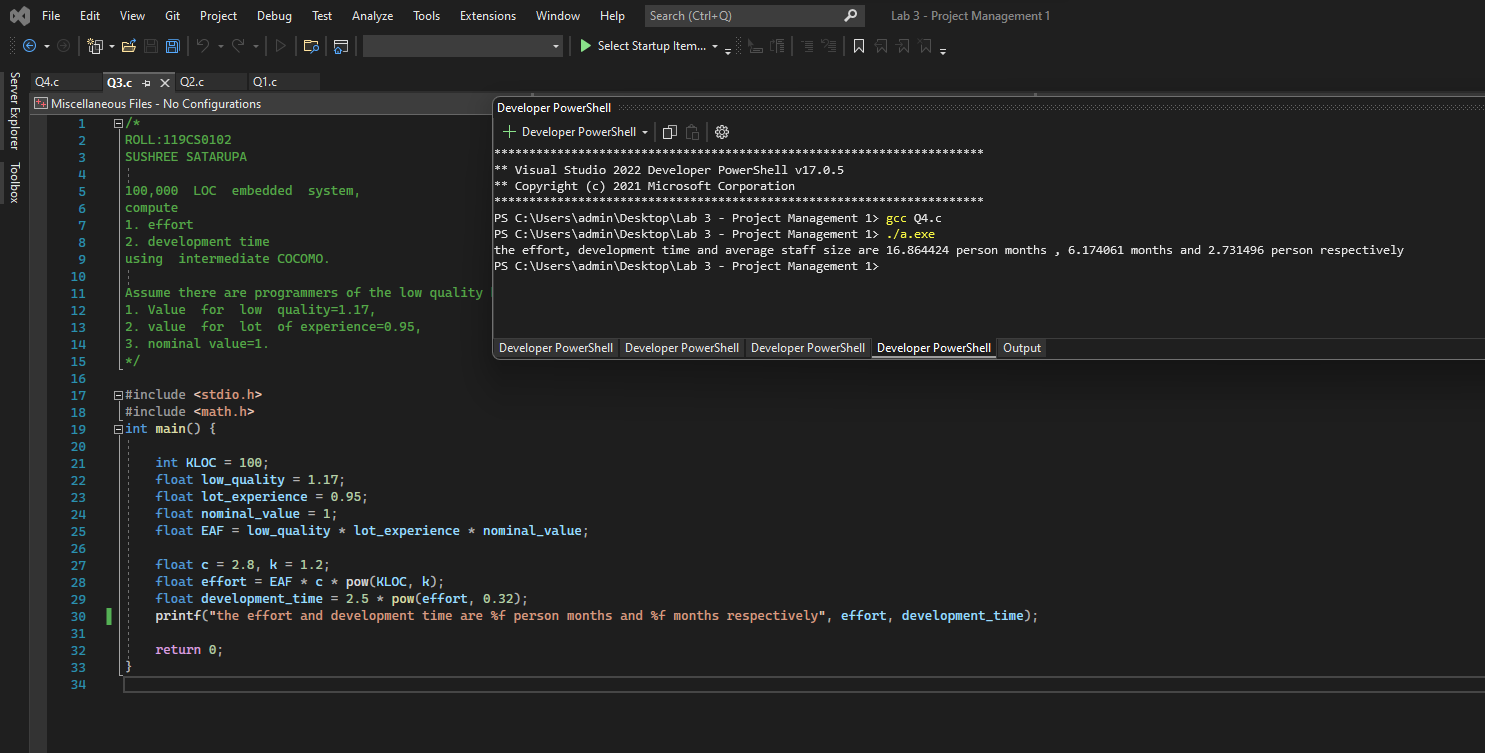 File Edit View Git Project Debug Test Analyze Tools Extensions Window Help Search (Ctrl+Q) Lab 3 - Project Management 1
Select Startup Item...
Server Explorer
Toolbox
Q4.c Q3.c Q2.c Q1.c
Miscellaneous Files - No Configurations
1 /*
2 ROLL:119CS0102
3 SUSHREE SATARUPA
4
5 100,000 LOC embedded system,
6 compute
7 1. effort
8 2. development time
9 using intermediate COCOMO.
10
11 Assume there are programmers of the low quality
12 1. Value for low quality=1.17,
13 2. value for lot of experience=0.95,
14 3. nominal value=1.
15 */
16
17 #include <stdio.h>
18 #include <math.h>
19 int main() {
20
21 int KLOC = 100;
22 float low_quality = 1.17;
23 float lot_experience = 0.95;
24 float nominal_value = 1;
25 float EAF = low_quality * lot_experience * nominal_value;
26
27 float c = 2.8, k = 1.2;
28 float effort = EAF * c * pow(KLOC, k);
29 float development_time = 2.5 * pow(effort, 0.32);
30 printf("the effort and development time are %f person months and %f months respectively", effort, development_time);
31
32 return 0;
33 }
34
Developer PowerShell
Developer PowerShell
**********************************************************************
** Visual Studio 2022 Developer PowerShell v17.0.5
** Copyright (c) 2021 Microsoft Corporation
**********************************************************************
PS C:\Users\admin\Desktop\Lab 3 - Project Management 1> gcc Q4.c
PS C:\Users\admin\Desktop\Lab 3 - Project Management 1> ./a.exe
the effort, development time and average staff size are 16.864424 person months , 6.174061 months and 2.731496 person respectively
PS C:\Users\admin\Desktop\Lab 3 - Project Management 1>
Developer PowerShell Developer PowerShell Developer PowerShell Developer PowerShell Output